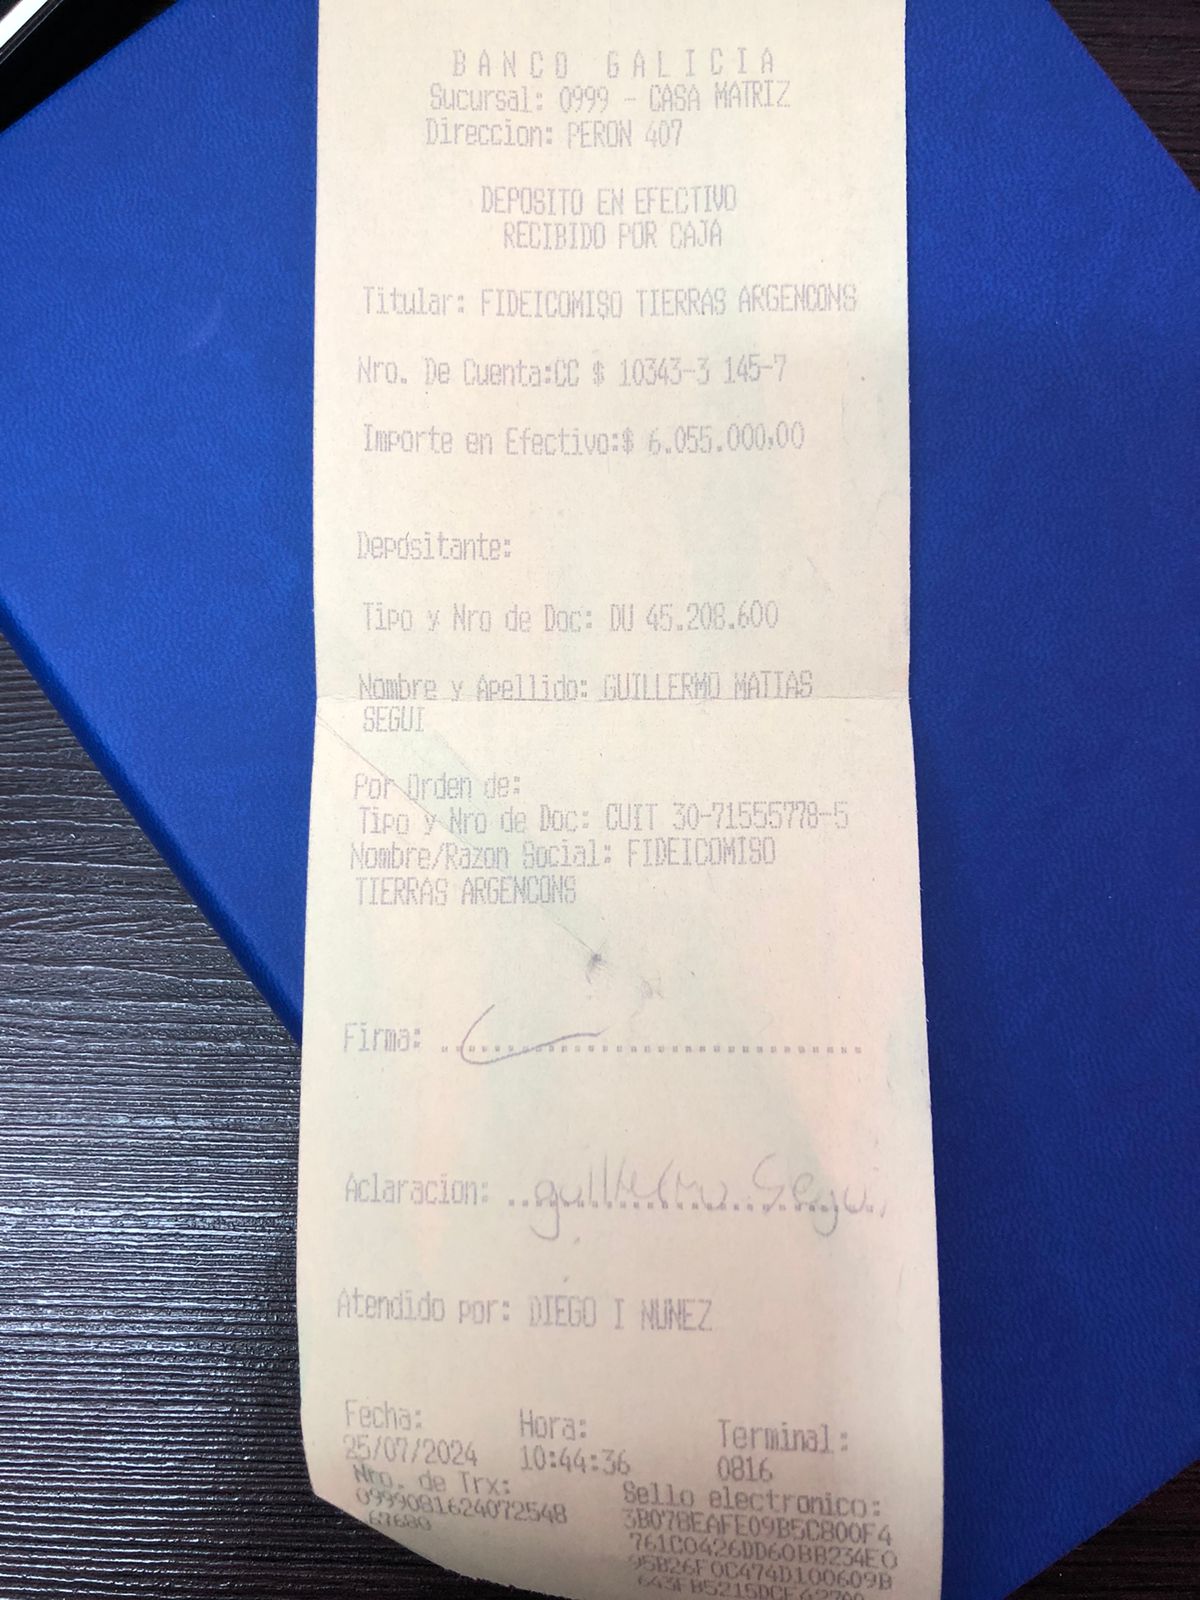 BANCO GALICIA
Sucursal: 0999 - CASA MATRIZ
Direccion: PERON 407
DEPOSITO EN EFECTIVO
RECIBIDO POR CAJA
Titular: FIDEICOMISO TIERRAS ARGENCONS
Nro. De Cuenta:CC $ 10343-3 145-7
Importe en Efectivo:$ 6.055.000,00
Depositante:
Tipo y Nro de Doc: DU 45.208.600
Nombre y Apellido: GUILLERMO MATIAS
SEGUI
Por Orden de:
Tipo y Nro de Doc: CUIT 30-71555778-5
Nombre/Razon Social: FIDEICOMISO
TIERRAS ARGENCONS
Firma:
Aclaracion: guillermo Segui
Atendido por: DIEGO I NUNEZ
Fecha: Hora: Terminal:
25/07/2024 10:44:36 0816
Nro. de Trx: Sello electronico:
0999081624072548 3B078EAFE09B5C800F4
67680 761C0426DD60BB234E0
95B26F0C474D100609B